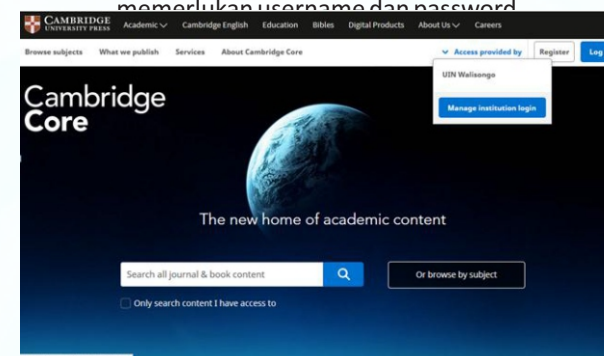 memerlukan username dan password
CAMBRIDGE
UNIVERSITY PRESS
Academic Cambridge English Education Bibles Digital Products About Us Careers
Browse subjects What we publish Services About Cambridge Core Access provided by Register Log
UIN Walisongo
Manage institution login
Cambridge
Core
The new home of academic content
Search all journal & book content
Or browse by subject
Only search content I have access to